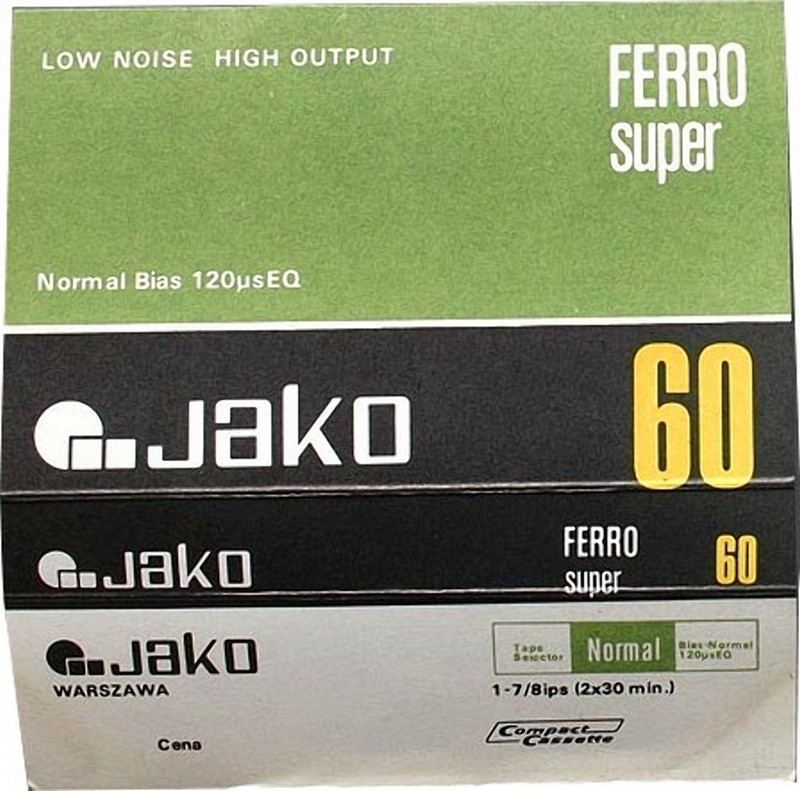 LOW NOISE HIGH OUTPUT
FERRO
super
Normal Bias 120µsEQ
Jako
60
Jako
FERRO
super
60
Jako
WARSZAWA
Cena
Tape
Selector
Normal
Bias-Normal
120µsEQ
1-7/8ips (2x30 min.)
Compact
Cassette